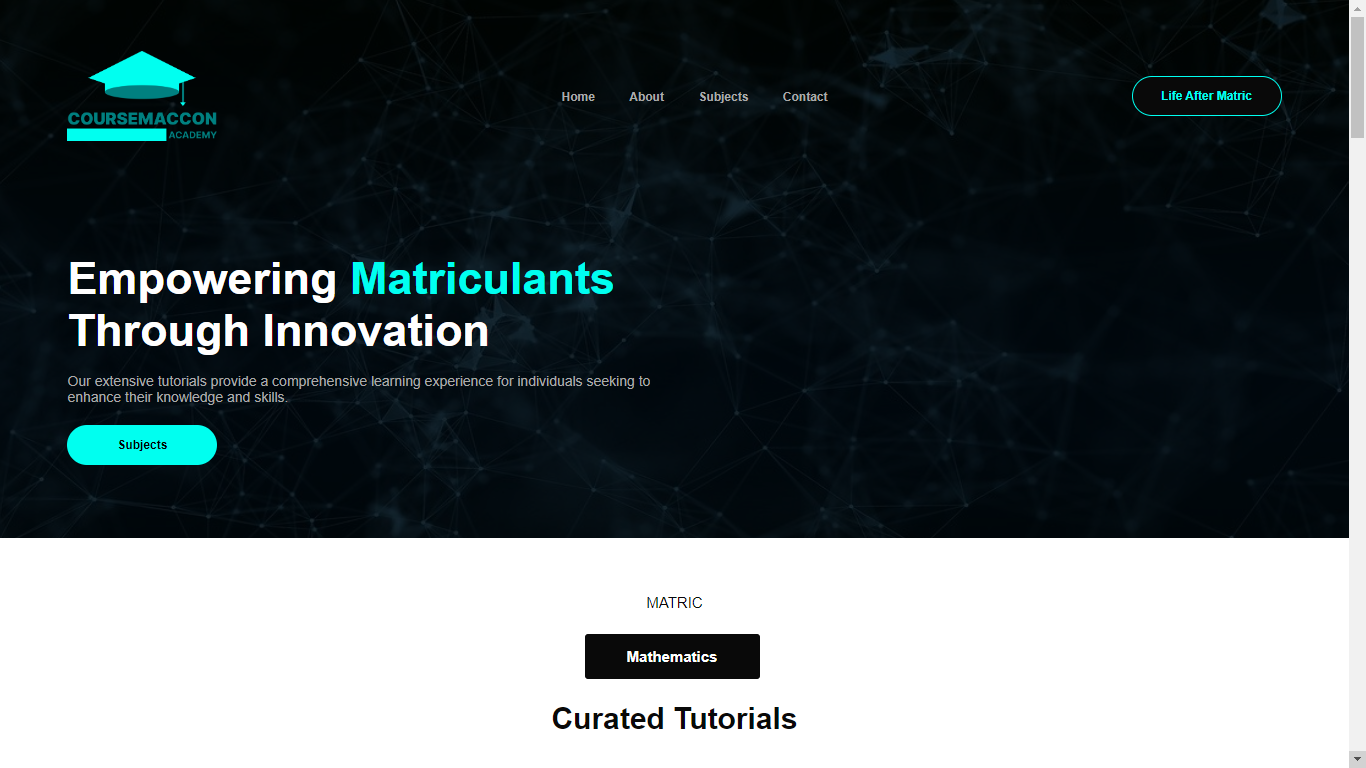 COURSEMACCON
ACADEMY
Home About Subjects Contact
Life After Matric
Empowering Matriculants
Through Innovation
Our extensive tutorials provide a comprehensive learning experience for individuals seeking to
enhance their knowledge and skills.
Subjects
MATRIC
Mathematics
Curated Tutorials